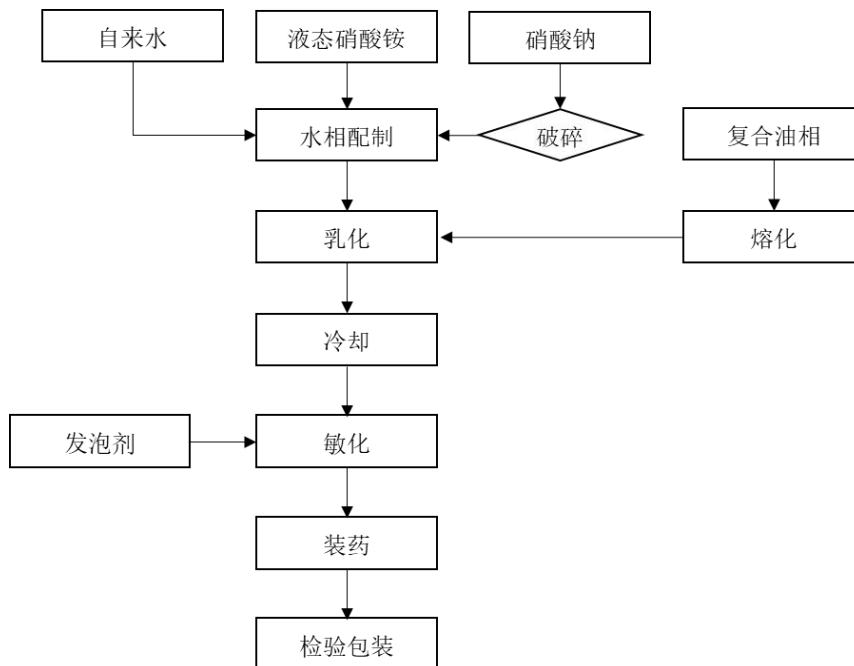 自来水
液态硝酸铵
硝酸钠
水相配制
破碎
复合油相
乳化
熔化
冷却
发泡剂
敏化
装药
检验包装